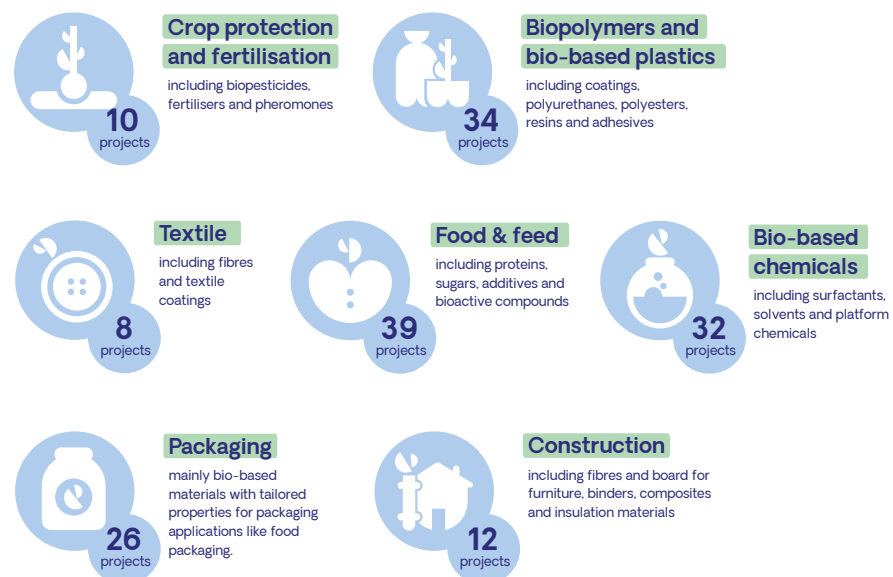 Crop protection
and fertilisation
including biopesticides,
fertilisers and pheromones
10
projects
Biopolymers and
bio-based plastics
including coatings,
polyurethanes, polyesters,
resins and adhesives
34
projects
Textile
including fibres
and textile
coatings
8
projects
Food & feed
including proteins,
sugars, additives and
bioactive compounds
39
projects
Bio-based
chemicals
including surfactants,
solvents and platform
chemicals
32
projects
Packaging
mainly bio-based
materials with tailored
properties for packaging
applications like food
packaging.
26
projects
Construction
including fibres and board for
furniture, binders, composites
and insulation materials
12
projects